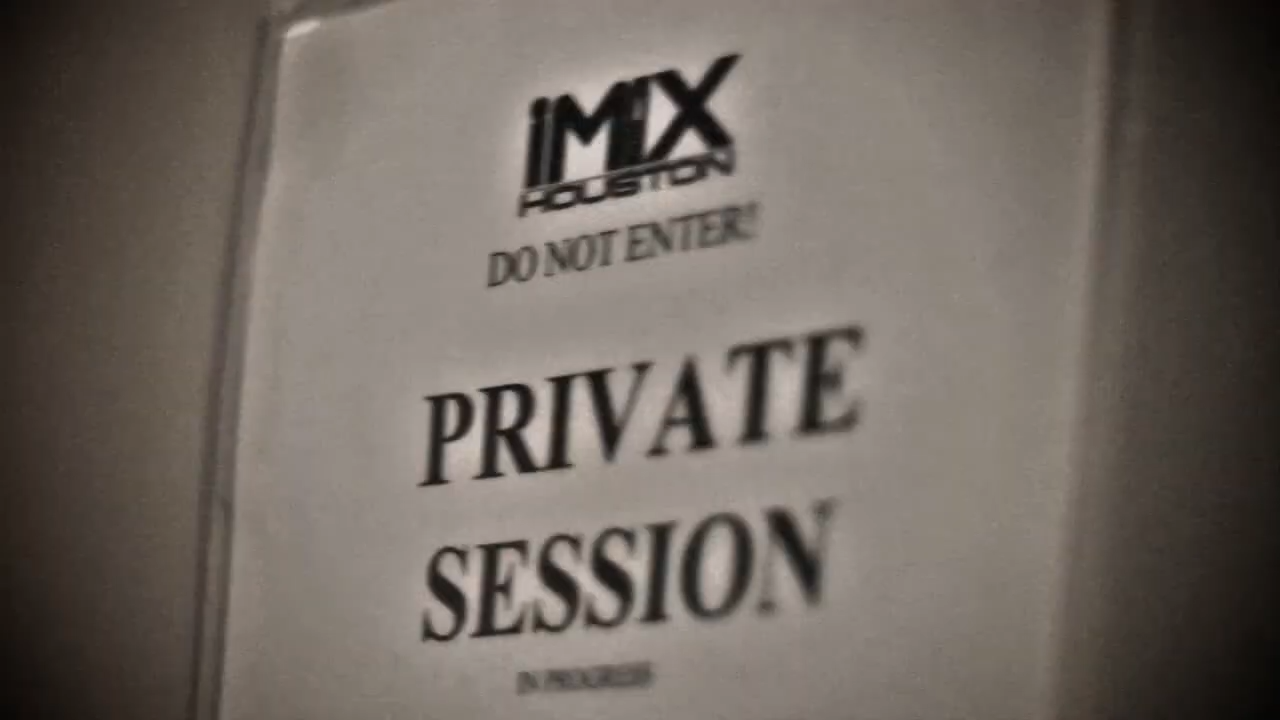 iMIX
HOUSTON
DO NOT ENTER!
PRIVATE
SESSION
IN PROGRESS